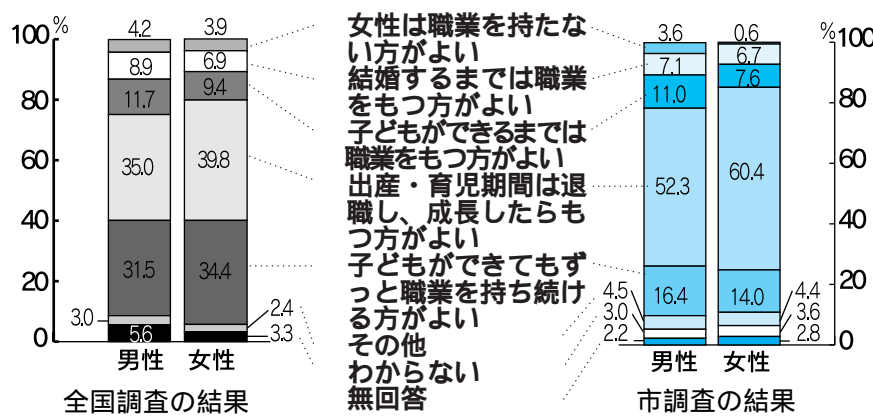 %
100
80
60
40
20
0
4.2
8.9
11.7
35.0
31.5
3.0
5.6
男性
3.9
6.9
9.4
39.8
34.4
2.4
3.3
女性
全国調査の結果
女性は職業を持たな
い方がよい
結婚するまでは職業
をもつ方がよい
子どもができるまでは
職業をもつ方がよい
出産・育児期間は退
職し、成長したらも
つ方がよい
子どもができてもず
っと職業を持ち続け
る方がよい
その他
わからない
無回答
3.6
7.1
11.0
52.3
16.4
4.5
3.0
2.2
男性
0.6
6.7
7.6
60.4
14.0
4.4
3.6
2.8
女性
%
100
80
60
40
20
0
市調査の結果